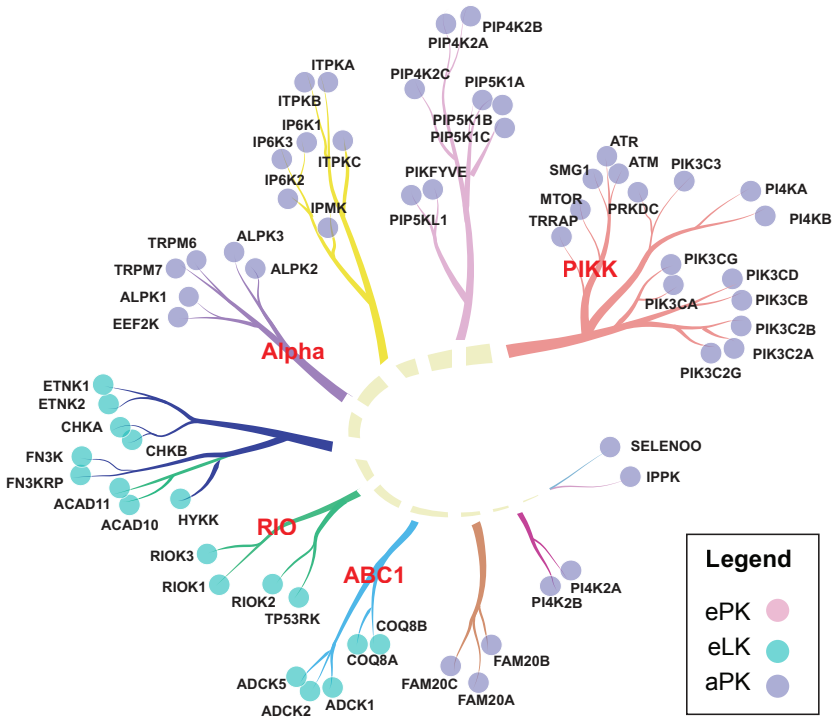 PIP4K2B
PIP4K2A
ITPKA
PIP4K2C
PIP5K1A
ITPKB
IP6K1
PIP5K1B
PIP5K1C
IP6K3
ITPKC
ATR
ATM
SMG1
PIK3C3
IP6K2
PIKFYVE
MTOR
PRKDC
PI4KA
IPMK
PIP5KL1
TRRAP
PI4KB
TRPM6
ALPK3
TRPM7
ALPK2
PIKK
PIK3CG
PIK3CD
ALPK1
PIK3CA
PIK3CB
EEF2K
PIK3C2B
Alpha
PIK3C2A
PIK3C2G
ETNK1
ETNK2
CHKA
CHKB
SELENOO
FN3K
IPPK
FN3KRP
ACAD11
ACAD10
HYKK
RIO
RIOK3
ABC1
RIOK1
RIOK2
TP53RK
PI4K2A
PI4K2B
COQ8B
COQ8A
FAM20B
ADCK5
ADCK2
ADCK1
FAM20C
FAM20A
Legend
ePK
eLK
aPK